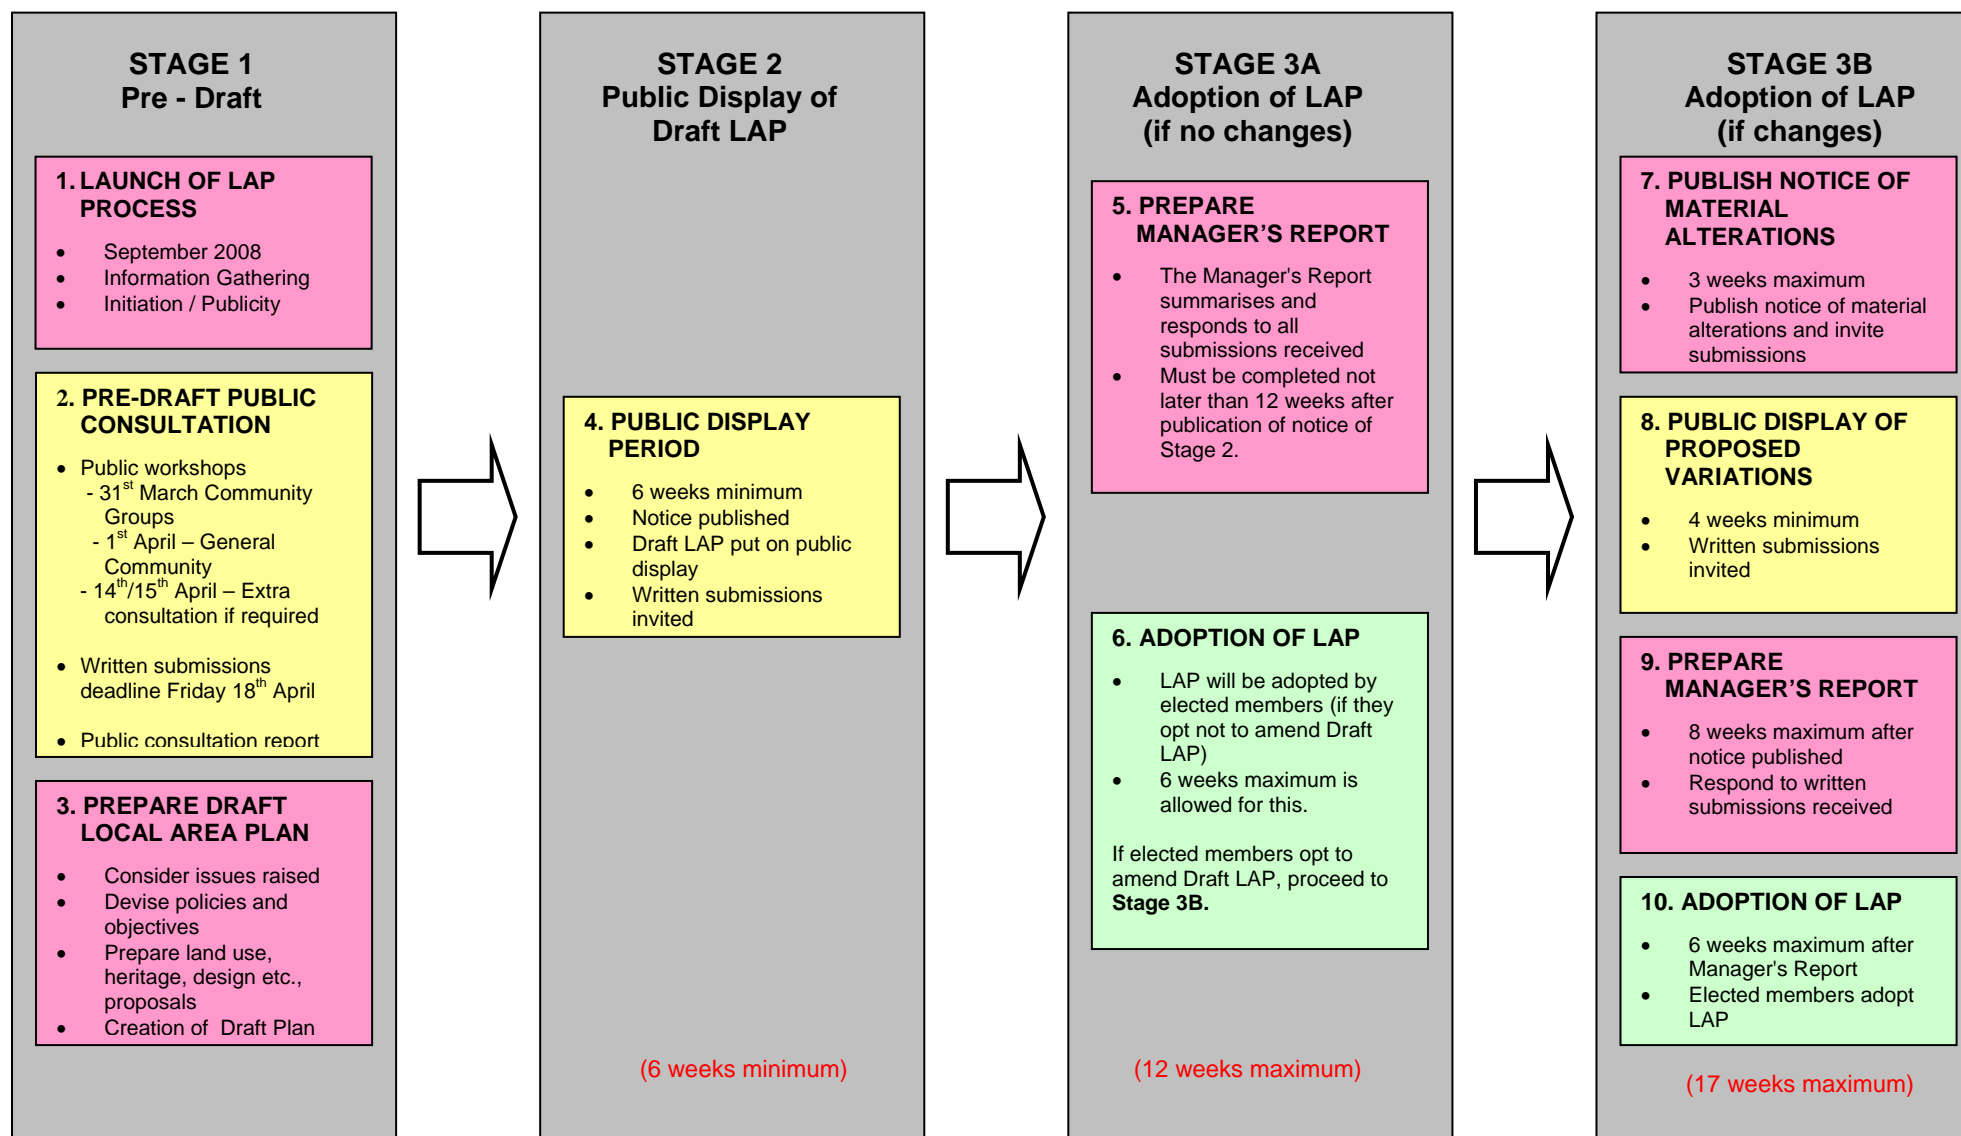 STAGE 1
Pre - Draft
1. LAUNCH OF LAP
PROCESS
• September 2008
• Information Gathering
• Initiation / Publicity
2. PRE-DRAFT PUBLIC
CONSULTATION
• Public workshops
- 31st March Community
Groups
- 1st April – General
Community
- 14th/15th April – Extra
consultation if required
• Written submissions
deadline Friday 18th April
• Public consultation report
3. PREPARE DRAFT
LOCAL AREA PLAN
• Consider issues raised
• Devise policies and
objectives
• Prepare land use,
heritage, design etc.,
proposals
• Creation of Draft Plan
STAGE 2
Public Display of
Draft LAP
4. PUBLIC DISPLAY
PERIOD
• 6 weeks minimum
• Notice published
• Draft LAP put on public
display
• Written submissions
invited
(6 weeks minimum)
STAGE 3A
Adoption of LAP
(if no changes)
5. PREPARE
MANAGER’S REPORT
• The Manager's Report
summarises and
responds to all
submissions received
• Must be completed not
later than 12 weeks after
publication of notice of
Stage 2.
6. ADOPTION OF LAP
• LAP will be adopted by
elected members (if they
opt not to amend Draft
LAP)
• 6 weeks maximum is
allowed for this.
If elected members opt to
amend Draft LAP, proceed to
Stage 3B.
(12 weeks maximum)
STAGE 3B
Adoption of LAP
(if changes)
7. PUBLISH NOTICE OF
MATERIAL
ALTERATIONS
• 3 weeks maximum
• Publish notice of material
alterations and invite
submissions
8. PUBLIC DISPLAY OF
PROPOSED
VARIATIONS
• 4 weeks minimum
• Written submissions
invited
9. PREPARE
MANAGER’S REPORT
• 8 weeks maximum after
notice published
• Respond to written
submissions received
10. ADOPTION OF LAP
• 6 weeks maximum after
Manager's Report
• Elected members adopt
LAP
(17 weeks maximum)